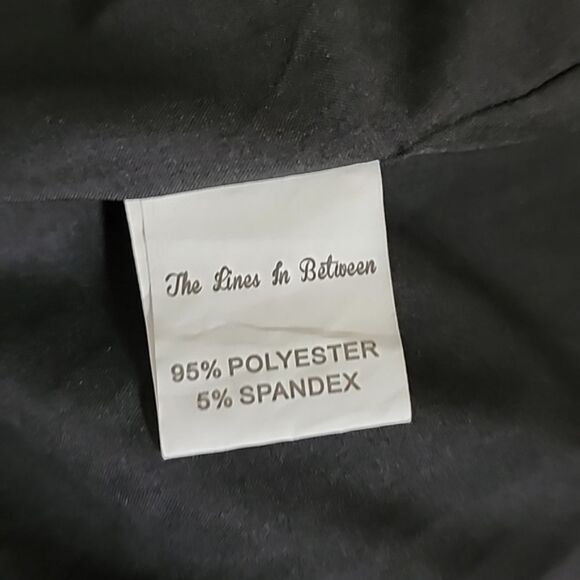 The Lines In Between
95% POLYESTER
5% SPANDEX